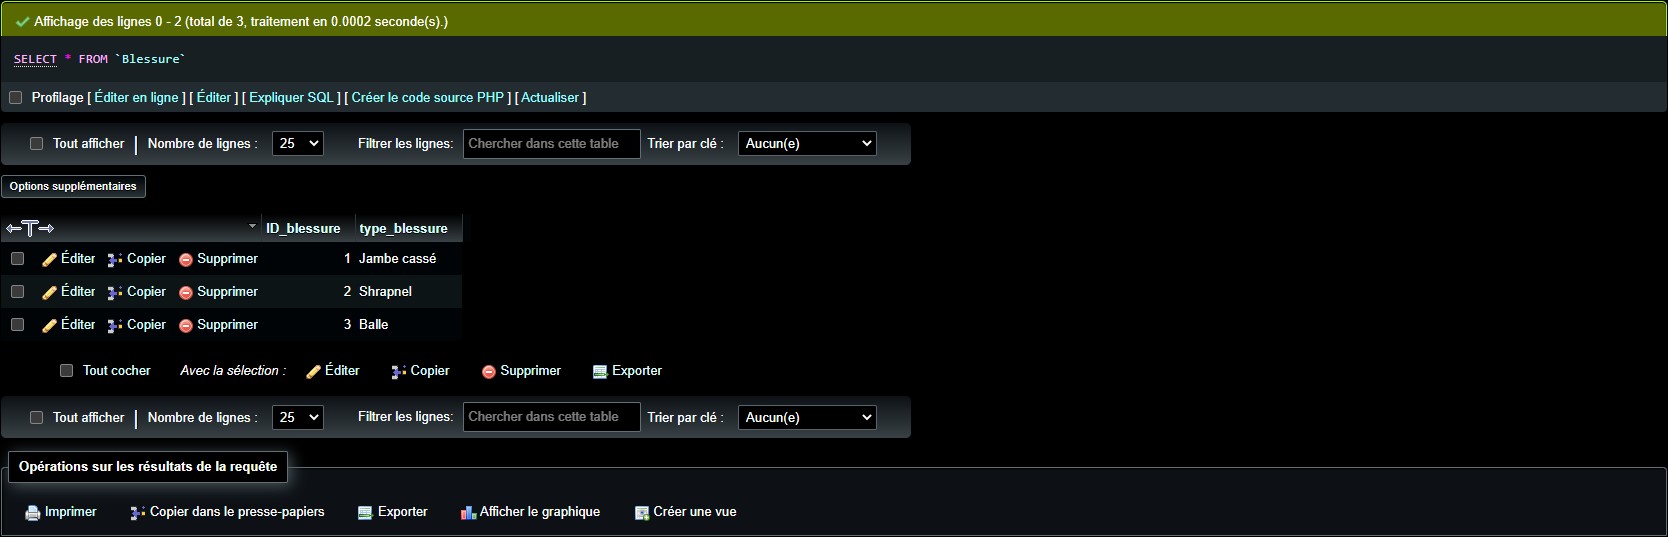 Affichage des lignes 0 - 2 (total de 3, traitement en 0.0002 seconde(s).)
SELECT * FROM `Blessure`
Profilage [ Éditer en ligne ] [ Éditer ] [ Expliquer SQL ] [ Créer le code source PHP ] [ Actualiser ]
Tout afficher | Nombre de lignes : 25 Filtrer les lignes: Chercher dans cette table Trier par clé : Aucun(e)
Options supplémentaires
←T→ ID_blessure type_blessure
Éditer Copier Supprimer 1 Jambe cassé
Éditer Copier Supprimer 2 Shrapnel
Éditer Copier Supprimer 3 Balle
Tout cocher Avec la sélection : Éditer Copier Supprimer Exporter
Tout afficher | Nombre de lignes : 25 Filtrer les lignes: Chercher dans cette table Trier par clé : Aucun(e)
Opérations sur les résultats de la requête
Imprimer Copier dans le presse-papiers Exporter Afficher le graphique Créer une vue